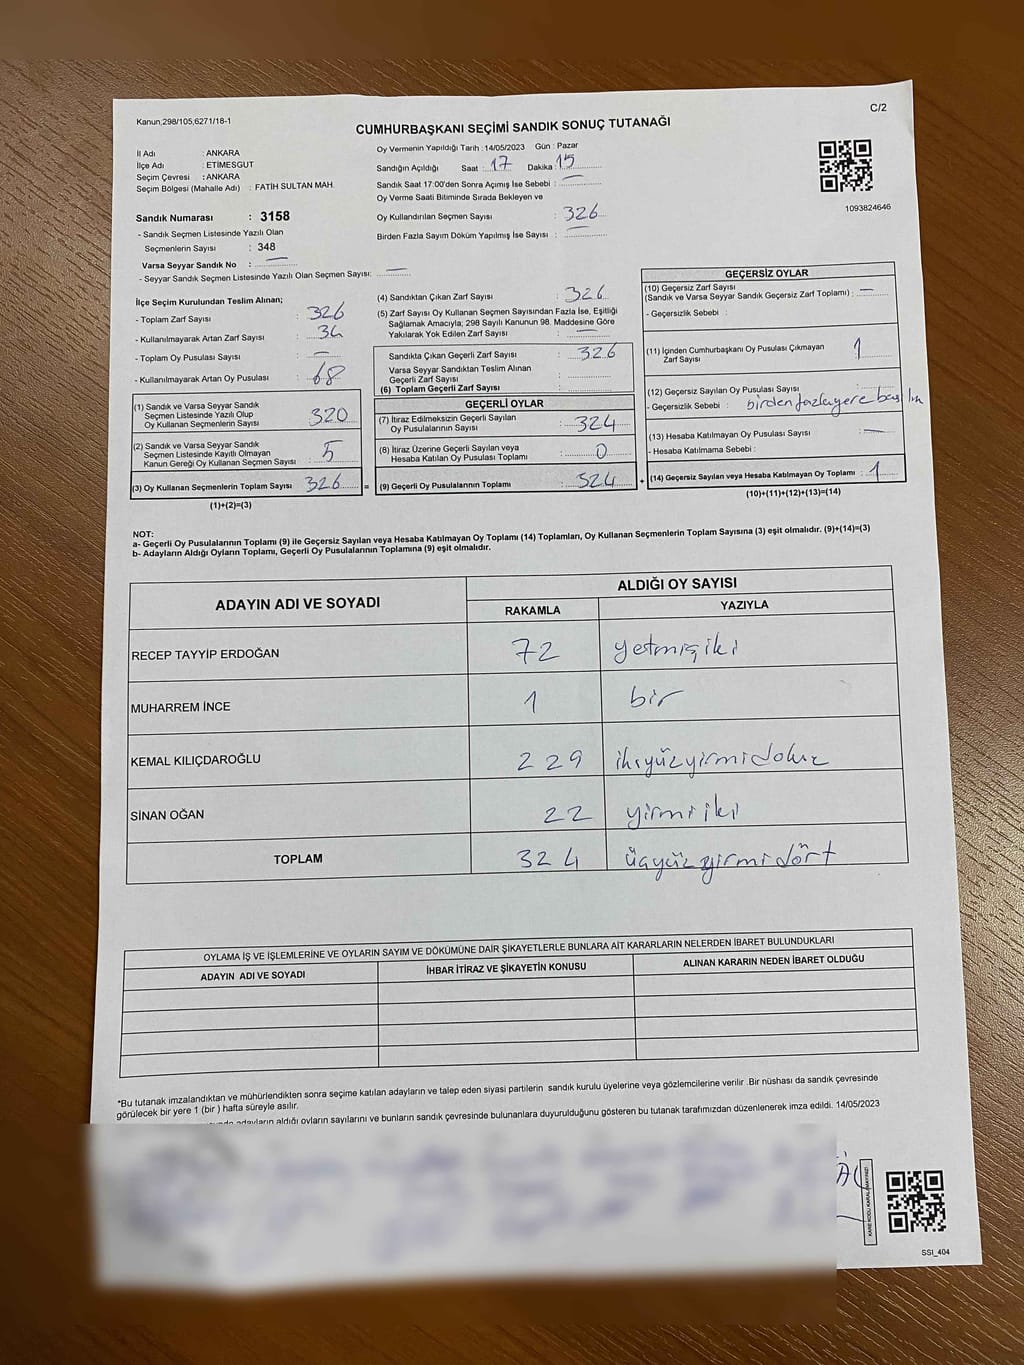 Kanun,298/105,6271/18-1
C/2
CUMHURBAŞKANI SEÇİMİ SANDIK SONUÇ TUTANAĞI
İl Adı : ANKARA
İlçe Adı : ETİMESGUT
Seçim Çevresi : ANKARA
Seçim Bölgesi (Mahalle Adı) : FATİH SULTAN MAH.
Sandık Numarası : 3158
- Sandık Seçmen Listesinde Yazılı Olan
Seçmenlerin Sayısı : 348
Varsa Seyyar Sandık No : —
- Seyyar Sandık Seçmen Listesinde Yazılı Olan Seçmen Sayısı: —
Oy Vermenin Yapıldığı Tarih : 14/05/2023 Gün : Pazar
Sandığın Açıldığı Saat : 17 Dakika : 15
Sandık Saat 17:00'den Sonra Açımış İse Sebebi : —
Oy Verme Saati Bitiminde Sırada Bekleyen ve
Oy Kullandırılan Seçmen Sayısı : 326
Birden Fazla Sayım Döküm Yapılmış İse Sayısı : —
1093824646
İlçe Seçim Kurulundan Teslim Alınan;
- Toplam Zarf Sayısı : 326
- Kullanılmayarak Artan Zarf Sayısı : 34
- Toplam Oy Pusulası Sayısı : —
- Kullanılmayarak Artan Oy Pusulası : 68
(1) Sandık ve Varsa Seyyar Sandık
Seçmen Listesinde Yazılı Olup
Oy Kullanan Seçmenlerin Sayısı : 320
(2) Sandık ve Varsa Seyyar Sandık
Seçmen Listesinde Kayıtlı Olmayan
Kanun Gereği Oy Kullanan Seçmen Sayısı : 5
(3) Oy Kullanan Seçmenlerin Toplam Sayısı : 326 =
(1)+(2)=(3)
(4) Sandıktan Çıkan Zarf Sayısı : 326
(5) Zarf Sayısı Oy Kullanan Seçmen Sayısından Fazla İse, Eşitliği
Sağlamak Amacıyla; 298 Sayılı Kanunun 98. Maddesine Göre
Yakılarak Yok Edilen Zarf Sayısı : —
Sandıkta Çıkan Geçerli Zarf Sayısı : 326
Varsa Seyyar Sandıktan Teslim Alınan
Geçerli Zarf Sayısı :
(6) Toplam Geçerli Zarf Sayısı :
GEÇERLİ OYLAR
(7) İtiraz Edilmeksizin Geçerli Sayılan
Oy Pusulalarının Sayısı : 324
(8) İtiraz Üzerine Geçerli Sayılan veya
Hesaba Katılan Oy Pusulası Toplamı : 0
(9) Geçerli Oy Pusulalarının Toplamı : 324 +
GEÇERSİZ OYLAR
(10) Geçersiz Zarf Sayısı
(Sandık ve Varsa Seyyar Sandık Geçersiz Zarf Toplamı) : —
- Geçersizlik Sebebi :
(11) İçinden Cumhurbaşkanı Oy Pusulası Çıkmayan
Zarf Sayısı : 1
(12) Geçersiz Sayılan Oy Pusulası Sayısı :
- Geçersizlik Sebebi : birden fazla yere basılm
(13) Hesaba Katılmayan Oy Pusulası Sayısı : —
- Hesaba Katılmama Sebebi :
(14) Geçersiz Sayılan veya Hesaba Katılmayan Oy Toplamı : 1
(10)+(11)+(12)+(13)=(14)
NOT:
a- Geçerli Oy Pusulalarının Toplamı (9) ile Geçersiz Sayılan veya Hesaba Katılmayan Oy Toplamı (14) Toplamları, Oy Kullanan Seçmenlerin Toplam Sayısına (3) eşit olmalıdır. (9)+(14)=(3)
b- Adayların Aldığı Oyların Toplamı, Geçerli Oy Pusulalarının Toplamına (9) eşit olmalıdır.
ADAYIN ADI VE SOYADI
ALDIĞI OY SAYISI
RAKAMLA YAZIYLA
RECEP TAYYİP ERDOĞAN 72 yetmişiki
MUHARREM İNCE 1 bir
KEMAL KILIÇDAROĞLU 229 ikiyüzyirmidokuz
SİNAN OĞAN 22 yirmiiki
TOPLAM 324 üçyüzyirmidört
OYLAMA İŞ VE İŞLEMLERİNE VE OYLARIN SAYIM VE DÖKÜMÜNE DAİR ŞİKAYETLERLE BUNLARA AİT KARARLARIN NELERDEN İBARET BULUNDUKLARI
ADAYIN ADI VE SOYADI İHBAR İTİRAZ VE ŞİKAYETİN KONUSU ALINAN KARARIN NEDEN İBARET OLDUĞU
*Bu tutanak imzalandıktan ve mühürlendikten sonra seçime katılan adayların ve talep eden siyasi partilerin sandık kurulu üyelerine veya gözlemcilerine verilir .Bir nüshası da sandık çevresinde
görülecek bir yere 1 (bir ) hafta süreyle asılır.
adayların aldığı oyların sayılarını ve bunların sandık çevresinde bulunanlara duyurulduğunu gösteren bu tutanak tarafımızdan düzenlenerek imza edildi. 14/05/2023
SSI_404